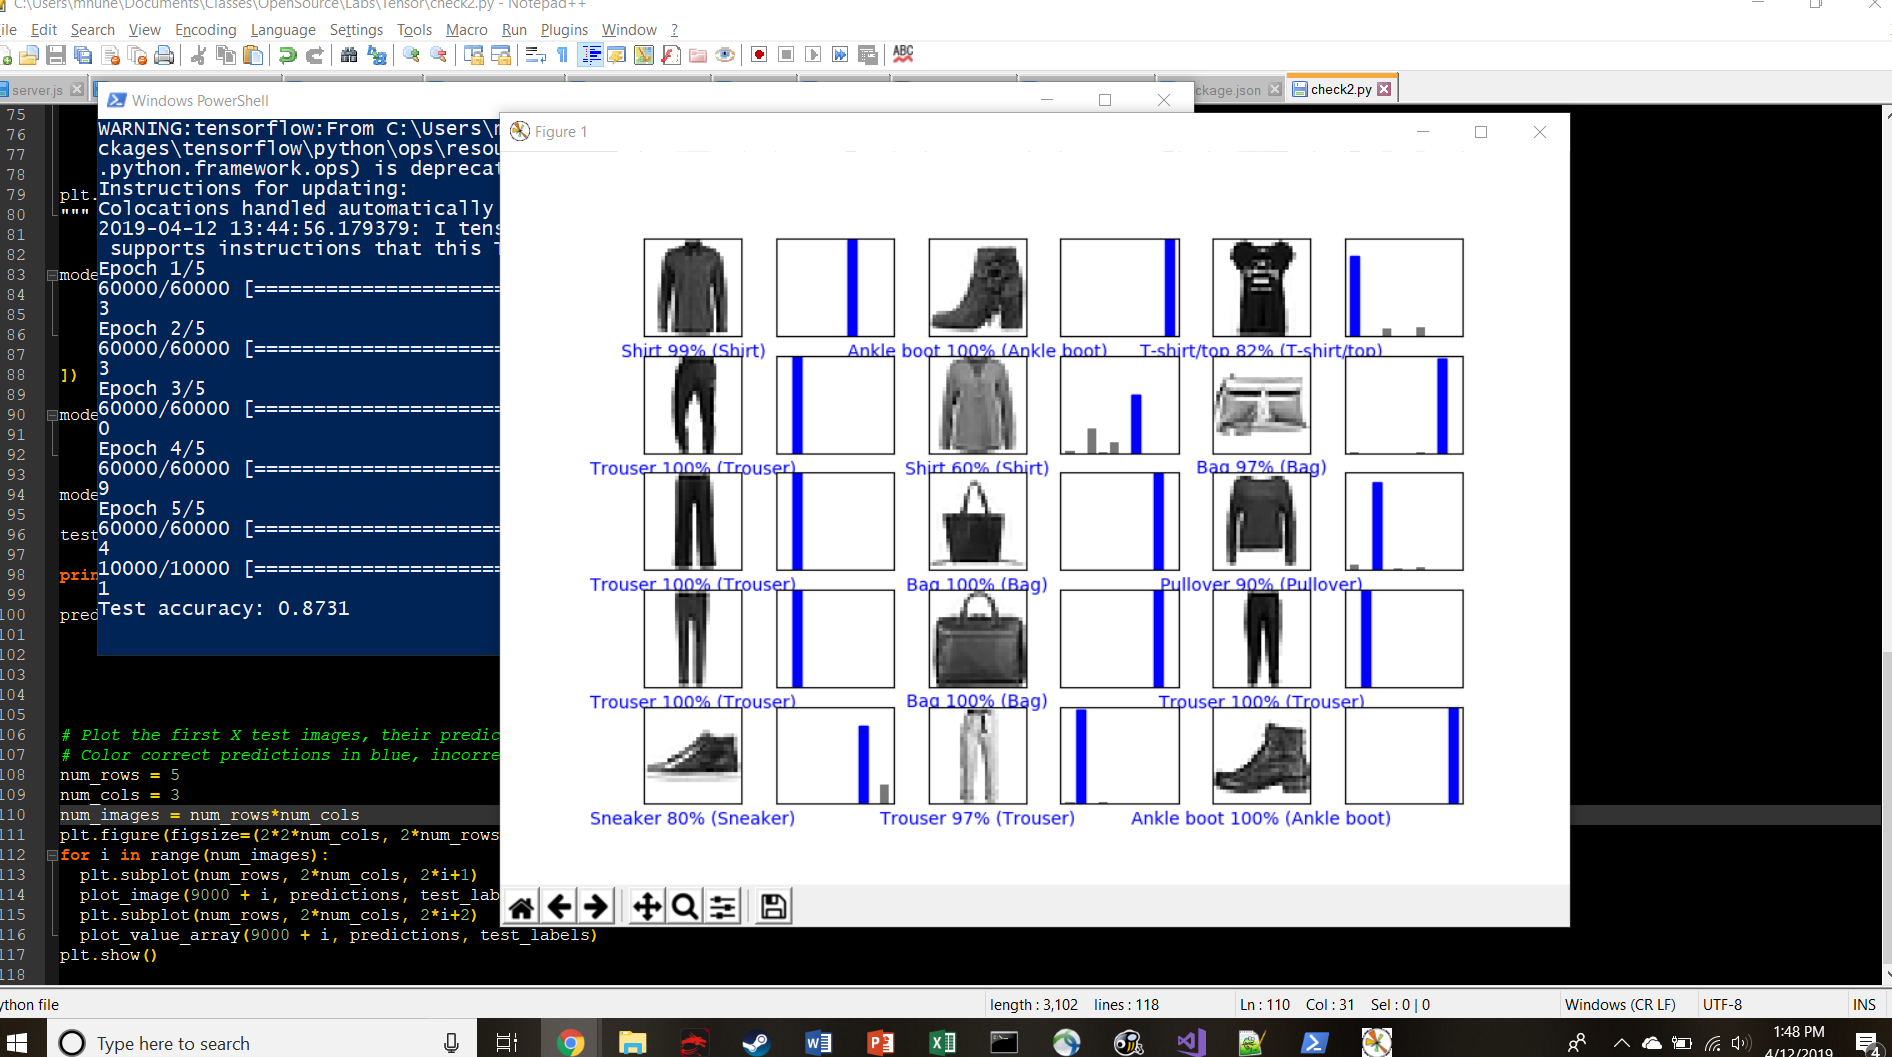 C:\Users\mhune\Documents\Classes\OpenSource\Labs\Tensor\check2.py - Notepad++
Edit Search View Encoding Language Settings Tools Macro Run Plugins Window ?
server.js
ckage.json
check2.py
Windows PowerShell
Figure 1
WARNING:tensorflow:From C:\Users\
ckages\tensorflow\python\ops\resou
.python.framework.ops) is deprecat
Instructions for updating:
Colocations handled automatically
2019-04-12 13:44:56.179379: I tens
supports instructions that this T
Epoch 1/5
60000/60000 [=====================
3
Epoch 2/5
60000/60000 [=====================
3
Epoch 3/5
60000/60000 [=====================
0
Epoch 4/5
60000/60000 [=====================
9
Epoch 5/5
60000/60000 [=====================
4
10000/10000 [=====================
1
Test accuracy: 0.8731
Shirt 99% (Shirt) Ankle boot 100% (Ankle boot) T-shirt/top 82% (T-shirt/top)
Trouser 100% (Trouser) Shirt 60% (Shirt) Bag 97% (Bag)
Trouser 100% (Trouser) Bag 100% (Bag) Pullover 90% (Pullover)
Trouser 100% (Trouser) Bag 100% (Bag) Trouser 100% (Trouser)
Sneaker 80% (Sneaker) Trouser 97% (Trouser) Ankle boot 100% (Ankle boot)
75
76
77
78
79 plt.
80 """
81
82
83 mode
84
85
86
87
88 ])
89
90 mode
91
92
93
94 mode
95
96 test
97
98 prin
99
100 pred
101
102
103
104
105
106 # Plot the first X test images, their predic
107 # Color correct predictions in blue, incorre
108 num_rows = 5
109 num_cols = 3
110 num_images = num_rows*num_cols
111 plt.figure(figsize=(2*2*num_cols, 2*num_rows
112 for i in range(num_images):
113 plt.subplot(num_rows, 2*num_cols, 2*i+1)
114 plot_image(9000 + i, predictions, test_lab
115 plt.subplot(num_rows, 2*num_cols, 2*i+2)
116 plot_value_array(9000 + i, predictions, test_labels)
117 plt.show()
118
ython file length : 3,102 lines : 118 Ln : 110 Col : 31 Sel : 0 | 0 Windows (CR LF) UTF-8 INS
Type here to search
1:48 PM
4/12/2019
4